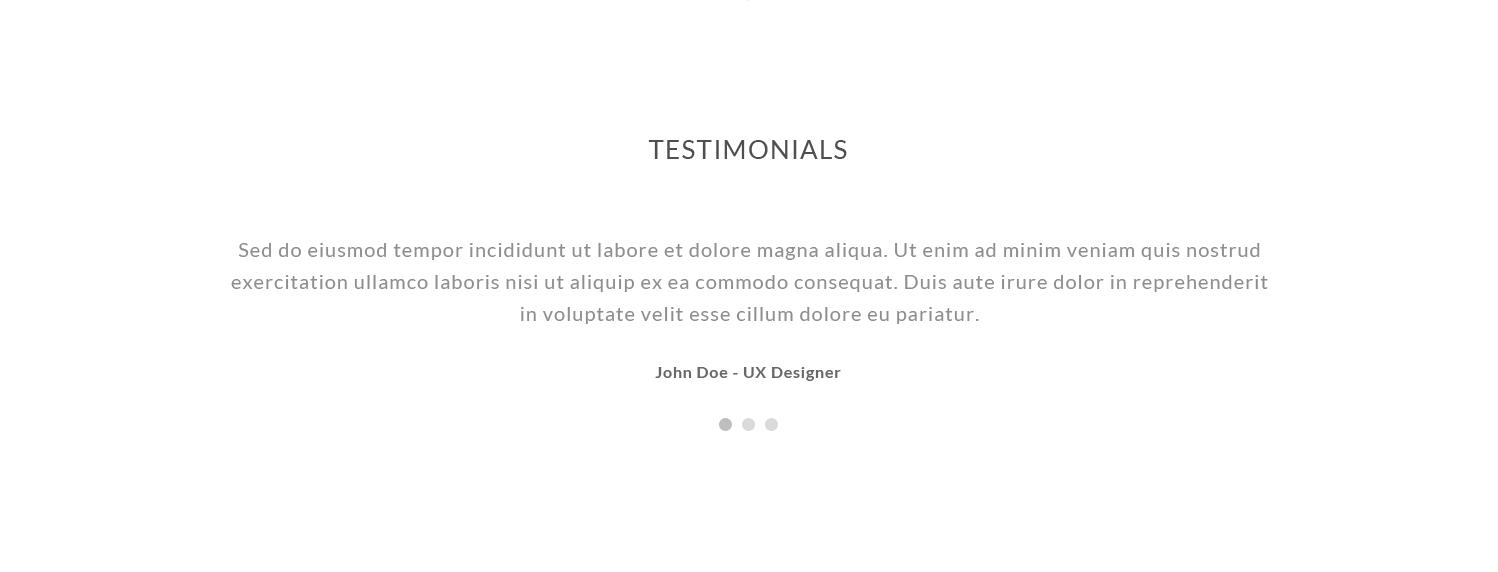 TESTIMONIALS
Sed do eiusmod tempor incididunt ut labore et dolore magna aliqua. Ut enim ad minim veniam quis nostrud
exercitation ullamco laboris nisi ut aliquip ex ea commodo consequat. Duis aute irure dolor in reprehenderit
in voluptate velit esse cillum dolore eu pariatur.
John Doe - UX Designer